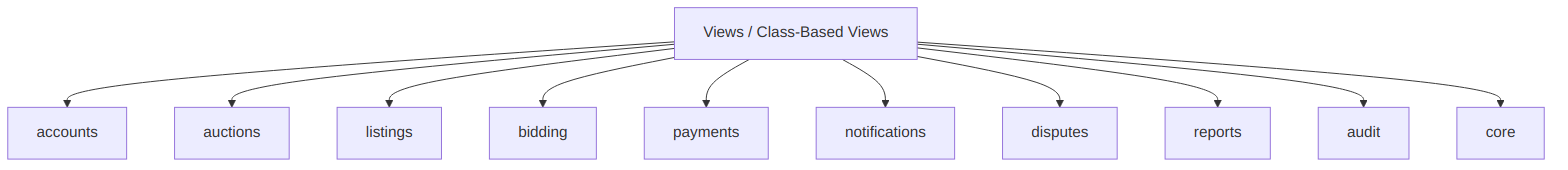 Views / Class-Based Views
accounts
auctions
listings
bidding
payments
notifications
disputes
reports
audit
core